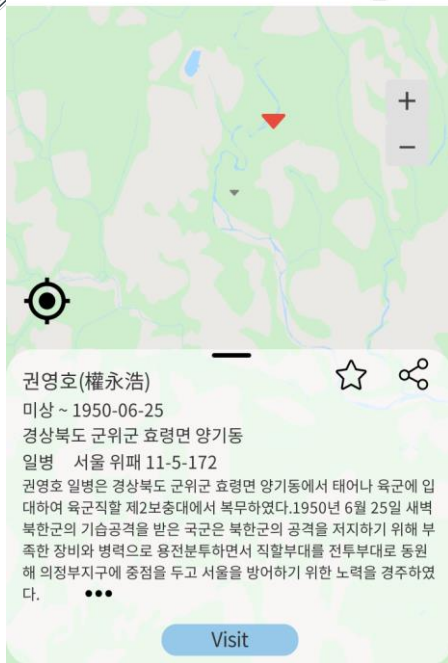 +
−
권영호(權永浩)
미상 ~ 1950-06-25
경상북도 군위군 효령면 양기동
일병 서울 위패 11-5-172
권영호 일병은 경상북도 군위군 효령면 양기동에서 태어나 육군에 입
대하여 육군직할 제2보충대에서 복무하였다.1950년 6월 25일 새벽
북한군의 기습공격을 받은 국군은 북한군의 공격을 저지하기 위해 부
족한 장비와 병력으로 용전분투하면서 직할부대를 전투부대로 동원
해 의정부지구에 중점을 두고 서울을 방어하기 위한 노력을 경주하였
다. •••
Visit